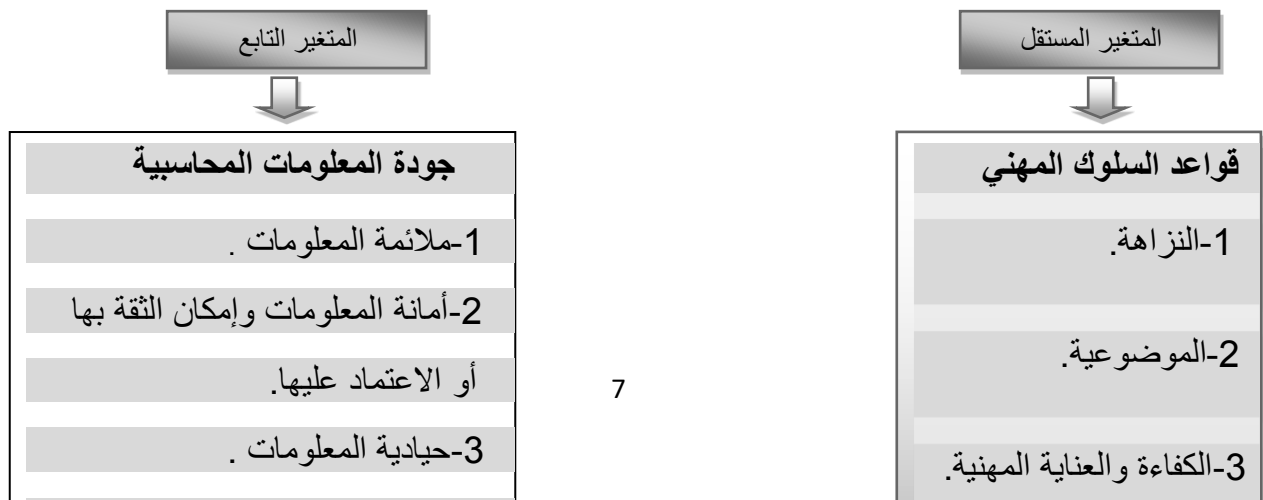 المتغير المستقل
قواعد السلوك المهني
1-النزاهة.
2-الموضوعية.
3-الكفاءة والعناية المهنية.
المتغير التابع
جودة المعلومات المحاسبية
1-ملائمة المعلومات .
2-أمانة المعلومات وإمكان الثقة بها
أو الاعتماد عليها.
3-حيادية المعلومات .
7